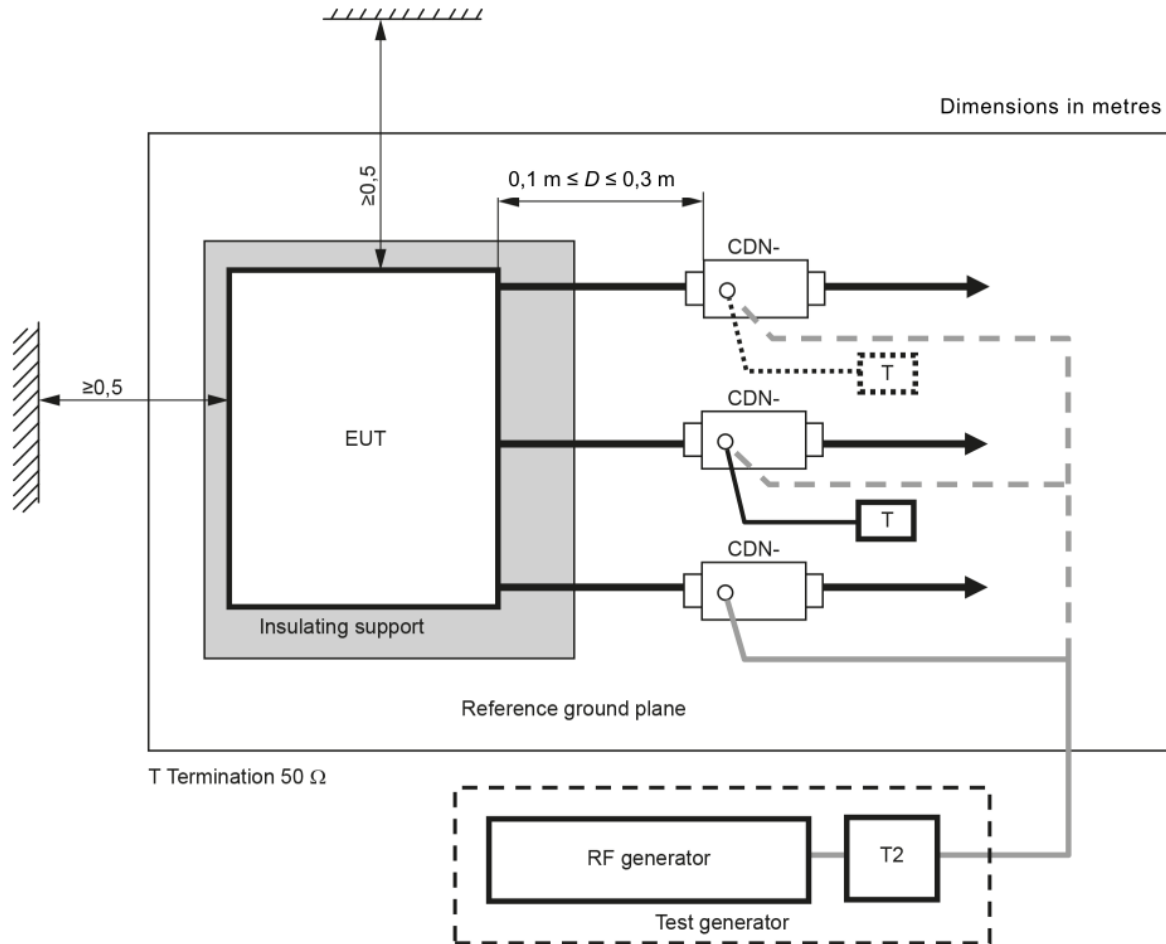 Dimensions in metres
≥0,5
0,1 m ≤ D ≤ 0,3 m
CDN-
T
≥0,5
CDN-
EUT
T
CDN-
Insulating support
Reference ground plane
T Termination 50 Ω
RF generator
T2
Test generator